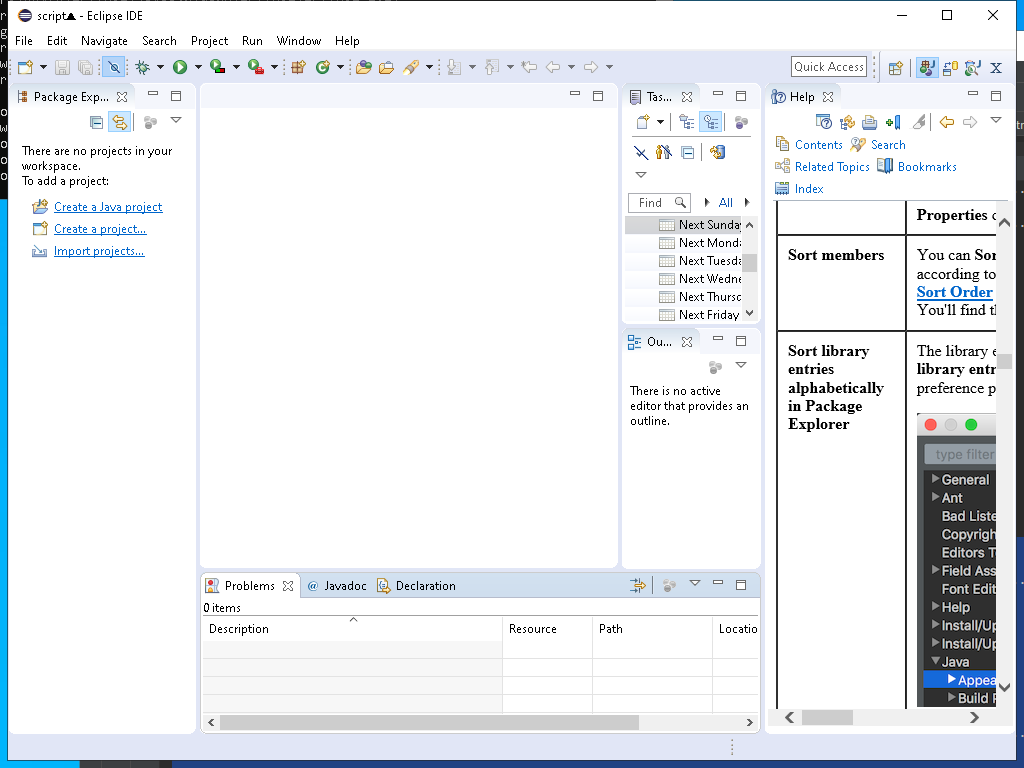 script▲ - Eclipse IDE
File Edit Navigate Search Project Run Window Help
Quick Access
Package Exp...
There are no projects in your
workspace.
To add a project:
Create a Java project
Create a project...
Import projects...
Tas...
Find
All
Next Sunday
Next Monda
Next Tuesda
Next Wedne
Next Thursd
Next Friday
Ou...
There is no active
editor that provides an
outline.
Problems @ Javadoc Declaration
0 items
Description Resource Path Locatio
Help
Contents Search
Related Topics Bookmarks
Index
Properties
Sort members
You can Sor
according to
Sort Order
You'll find th
Sort library
entries
alphabetically
in Package
Explorer
The library e
library entr
preference p
type filter
General
Ant
Bad Liste
Copyrigh
Editors T
Field Ass
Font Edit
Help
Install/Up
Install/Up
Java
Appea
Build P